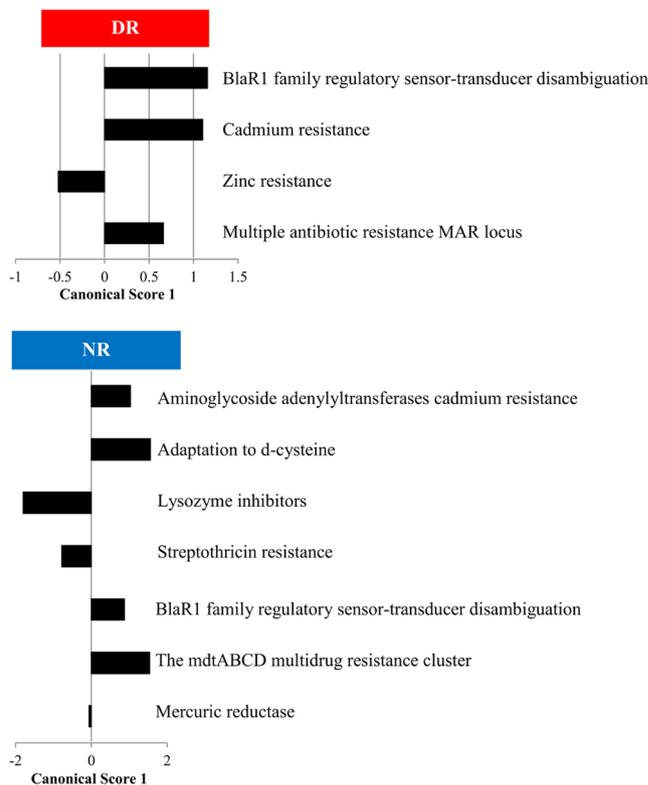 DR
BlaR1 family regulatory sensor-transducer disambiguation
Cadmium resistance
Zinc resistance
Multiple antibiotic resistance MAR locus
-1 -0.5 0 0.5 1 1.5
Canonical Score 1
NR
Aminoglycoside adenylyltransferases cadmium resistance
Adaptation to d-cysteine
Lysozyme inhibitors
Streptothricin resistance
BlaR1 family regulatory sensor-transducer disambiguation
The mdtABCD multidrug resistance cluster
Mercuric reductase
-2 0 2
Canonical Score 1